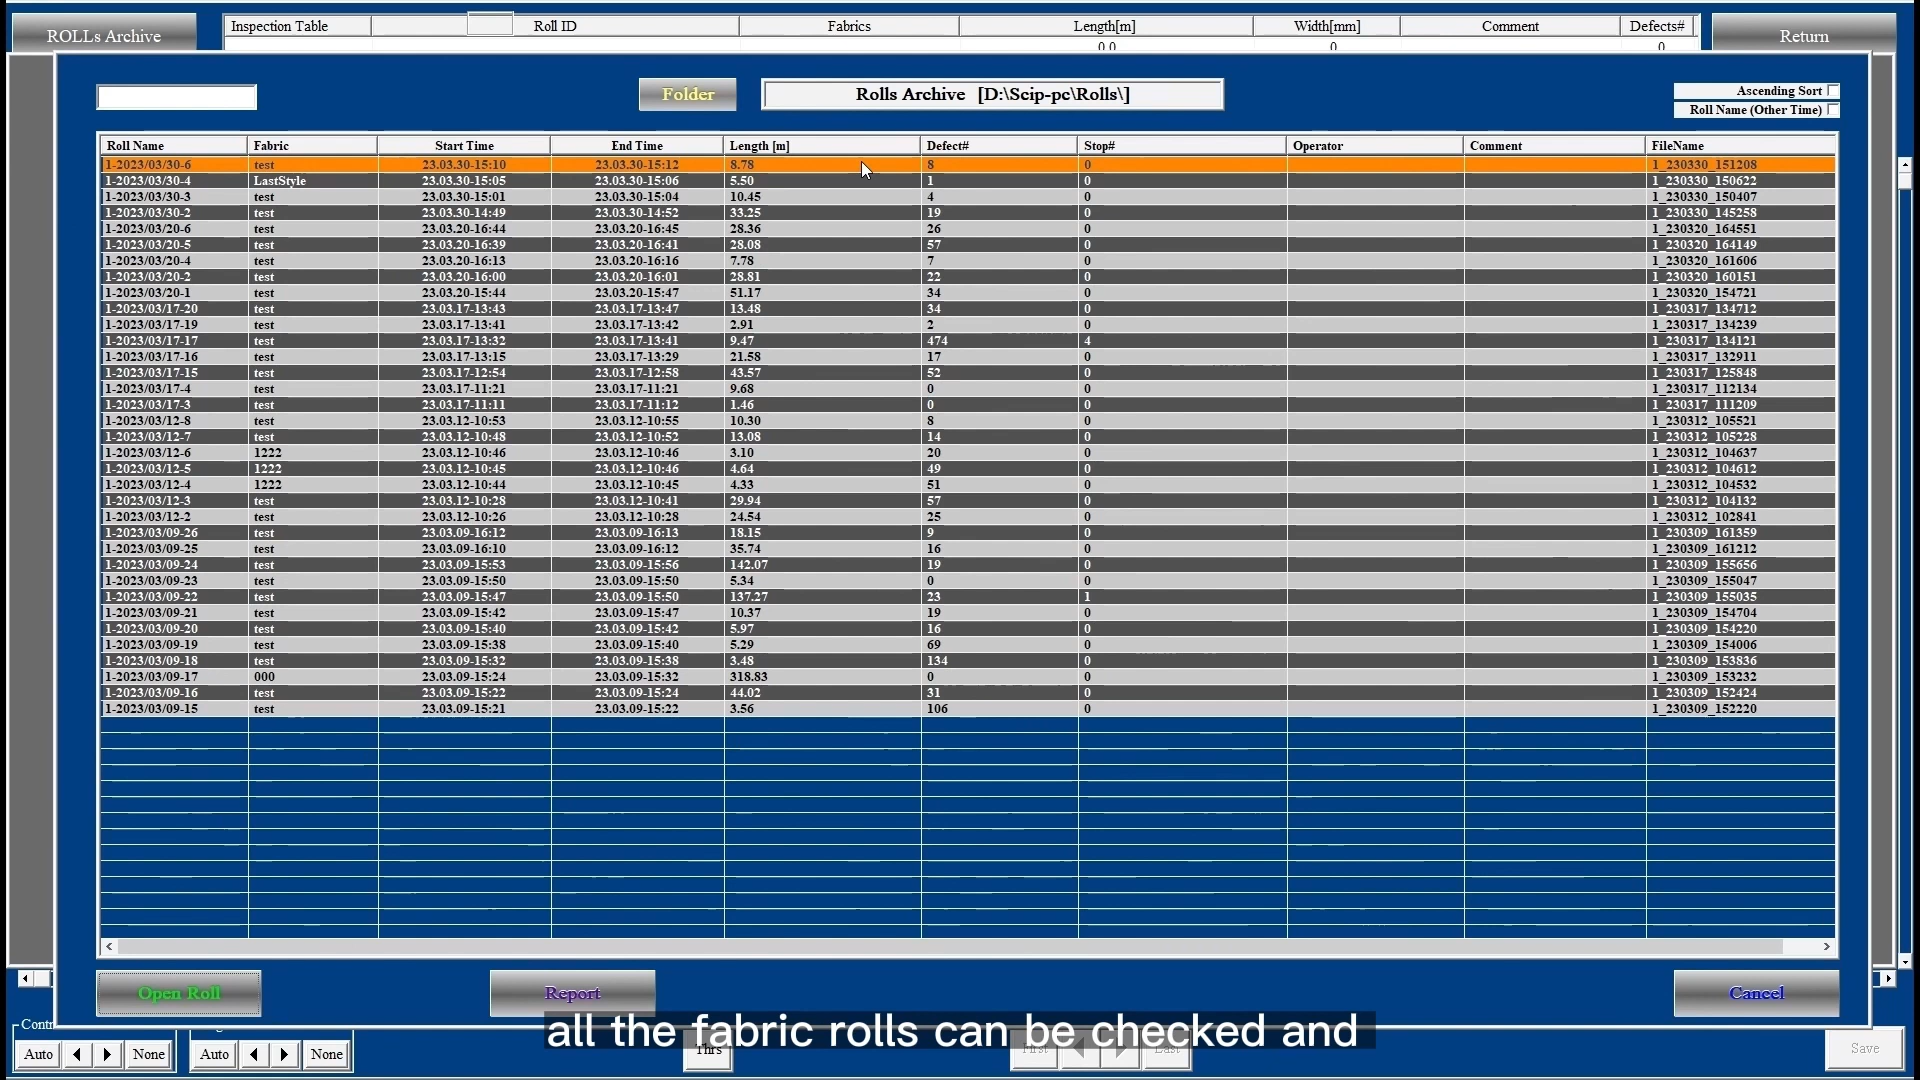 ROLLs Archive
Inspection Table Roll ID Fabrics Length[m] Width[mm] Comment Defects#
0.0 0 0
Return
Folder
Rolls Archive [D:\Scip-pc\Rolls\]
Ascending Sort
Roll Name (Other Time)
Roll Name Fabric Start Time End Time Length [m] Defect# Stop# Operator Comment FileName
1-2023/03/30-6 test 23.03.30-15:10 23.03.30-15:12 8.78 8 0 1_230330_151208
1-2023/03/30-4 LastStyle 23.03.30-15:05 23.03.30-15:06 5.50 1 0 1_230330_150622
1-2023/03/30-3 test 23.03.30-15:01 23.03.30-15:04 10.45 4 0 1_230330_150407
1-2023/03/30-2 test 23.03.30-14:49 23.03.30-14:52 33.25 19 0 1_230330_145258
1-2023/03/20-6 test 23.03.20-16:44 23.03.20-16:45 28.36 26 0 1_230320_164551
1-2023/03/20-5 test 23.03.20-16:39 23.03.20-16:41 28.08 57 0 1_230320_164149
1-2023/03/20-4 test 23.03.20-16:13 23.03.20-16:16 7.78 7 0 1_230320_161606
1-2023/03/20-2 test 23.03.20-16:00 23.03.20-16:01 28.81 22 0 1_230320_160151
1-2023/03/20-1 test 23.03.20-15:44 23.03.20-15:47 51.17 34 0 1_230320_154721
1-2023/03/17-20 test 23.03.17-13:43 23.03.17-13:47 13.48 34 0 1_230317_134712
1-2023/03/17-19 test 23.03.17-13:41 23.03.17-13:42 2.91 2 0 1_230317_134239
1-2023/03/17-17 test 23.03.17-13:32 23.03.17-13:41 9.47 474 4 1_230317_134121
1-2023/03/17-16 test 23.03.17-13:15 23.03.17-13:29 21.58 17 0 1_230317_132911
1-2023/03/17-15 test 23.03.17-12:54 23.03.17-12:58 43.57 52 0 1_230317_125848
1-2023/03/17-4 test 23.03.17-11:21 23.03.17-11:21 9.68 0 0 1_230317_112134
1-2023/03/17-3 test 23.03.17-11:11 23.03.17-11:12 1.46 0 0 1_230317_111209
1-2023/03/12-8 test 23.03.12-10:53 23.03.12-10:55 10.30 8 0 1_230312_105521
1-2023/03/12-7 test 23.03.12-10:48 23.03.12-10:52 13.08 14 0 1_230312_105228
1-2023/03/12-6 1222 23.03.12-10:46 23.03.12-10:46 3.10 20 0 1_230312_104637
1-2023/03/12-5 1222 23.03.12-10:45 23.03.12-10:46 4.64 49 0 1_230312_104612
1-2023/03/12-4 1222 23.03.12-10:44 23.03.12-10:45 4.33 51 0 1_230312_104532
1-2023/03/12-3 test 23.03.12-10:28 23.03.12-10:41 29.94 57 0 1_230312_104132
1-2023/03/12-2 test 23.03.12-10:26 23.03.12-10:28 24.54 25 0 1_230312_102841
1-2023/03/09-26 test 23.03.09-16:12 23.03.09-16:13 18.15 9 0 1_230309_161359
1-2023/03/09-25 test 23.03.09-16:10 23.03.09-16:12 35.74 16 0 1_230309_161212
1-2023/03/09-24 test 23.03.09-15:53 23.03.09-15:56 142.07 19 0 1_230309_155656
1-2023/03/09-23 test 23.03.09-15:50 23.03.09-15:50 5.34 0 0 1_230309_155047
1-2023/03/09-22 test 23.03.09-15:47 23.03.09-15:50 137.27 23 1 1_230309_155035
1-2023/03/09-21 test 23.03.09-15:42 23.03.09-15:47 10.37 19 0 1_230309_154704
1-2023/03/09-20 test 23.03.09-15:40 23.03.09-15:42 5.97 16 0 1_230309_154220
1-2023/03/09-19 test 23.03.09-15:38 23.03.09-15:40 5.29 69 0 1_230309_154006
1-2023/03/09-18 test 23.03.09-15:32 23.03.09-15:38 3.48 134 0 1_230309_153836
1-2023/03/09-17 000 23.03.09-15:24 23.03.09-15:32 318.83 0 0 1_230309_153232
1-2023/03/09-16 test 23.03.09-15:22 23.03.09-15:24 44.02 31 0 1_230309_152424
1-2023/03/09-15 test 23.03.09-15:21 23.03.09-15:22 3.56 106 0 1_230309_152220
Open Roll Report Cancel
all the fabric rolls can be checked and
Auto None Auto None Thrs First Last Save